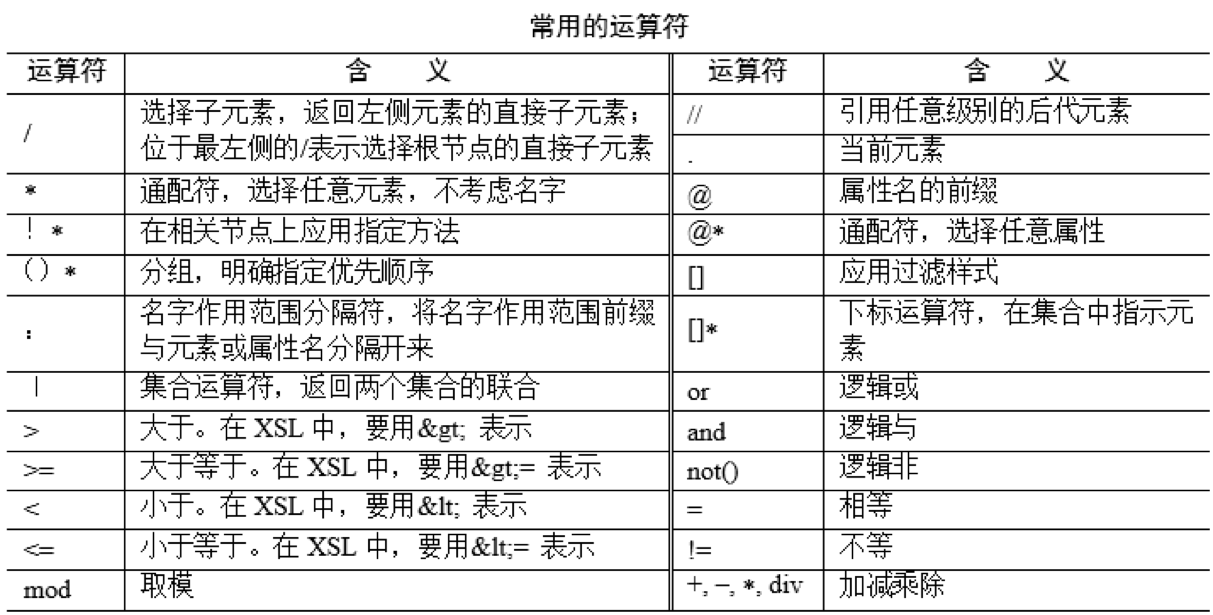 常用的运算符
运算符 含 义 运算符 含 义
/ 选择子元素，返回左侧元素的直接子元素； // 引用任意级别的后代元素
位于最左侧的/表示选择根节点的直接子元素 . 当前元素
* 通配符，选择任意元素，不考虑名字 @ 属性名的前缀
! * 在相关节点上应用指定方法 @* 通配符，选择任意属性
() * 分组，明确指定优先顺序 [] 应用过滤样式
: 名字作用范围分隔符，将名字作用范围前缀 []* 下标运算符，在集合中指示元
与元素或属性名分隔开来 素
| 集合运算符，返回两个集合的联合 or 逻辑或
> 大于。在 XSL 中，要用&gt; 表示 and 逻辑与
>= 大于等于。在 XSL 中，要用&gt;= 表示 not() 逻辑非
< 小于。在 XSL 中，要用&lt; 表示 = 相等
<= 小于等于。在 XSL 中，要用&lt;= 表示 != 不等
mod 取模 +, −, *, div 加减乘除